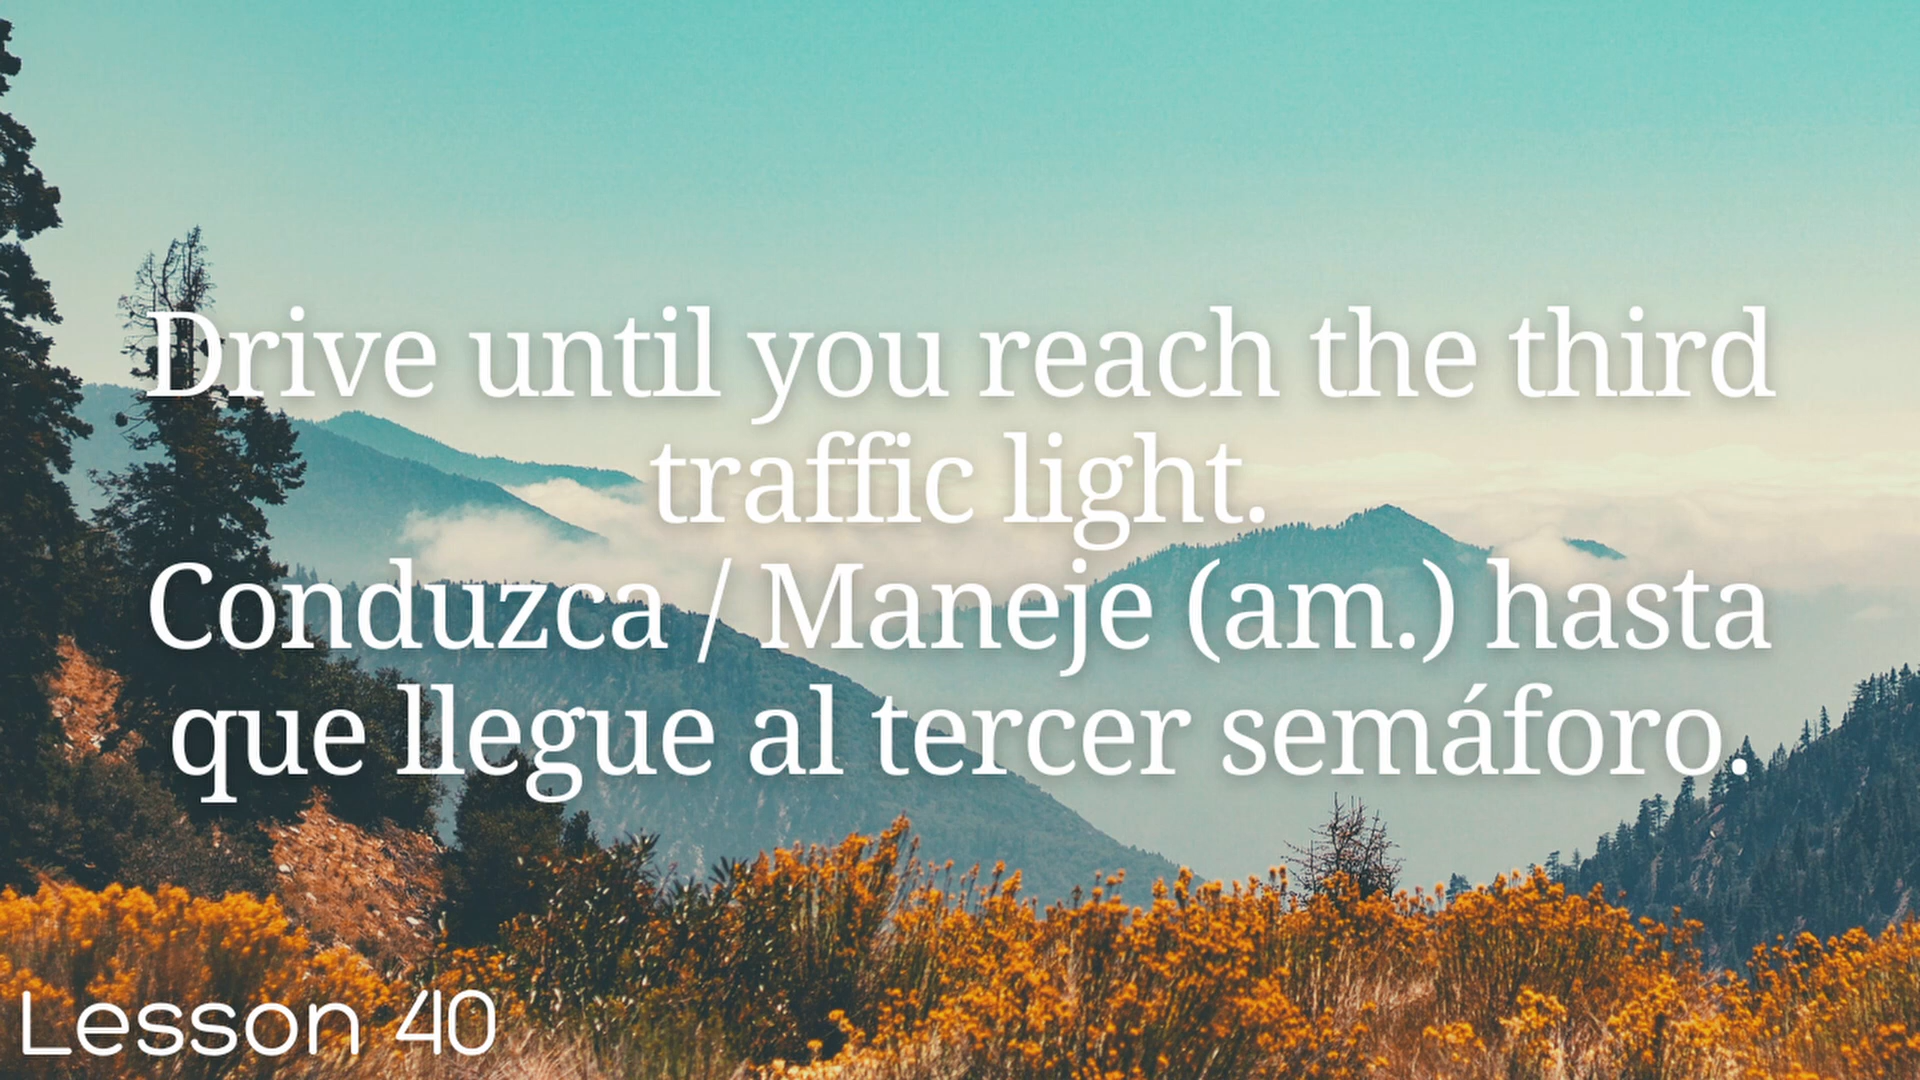 Drive until you reach the third
traffic light.
Conduzca / Maneje (am.) hasta
que llegue al tercer semáforo.
Lesson 40